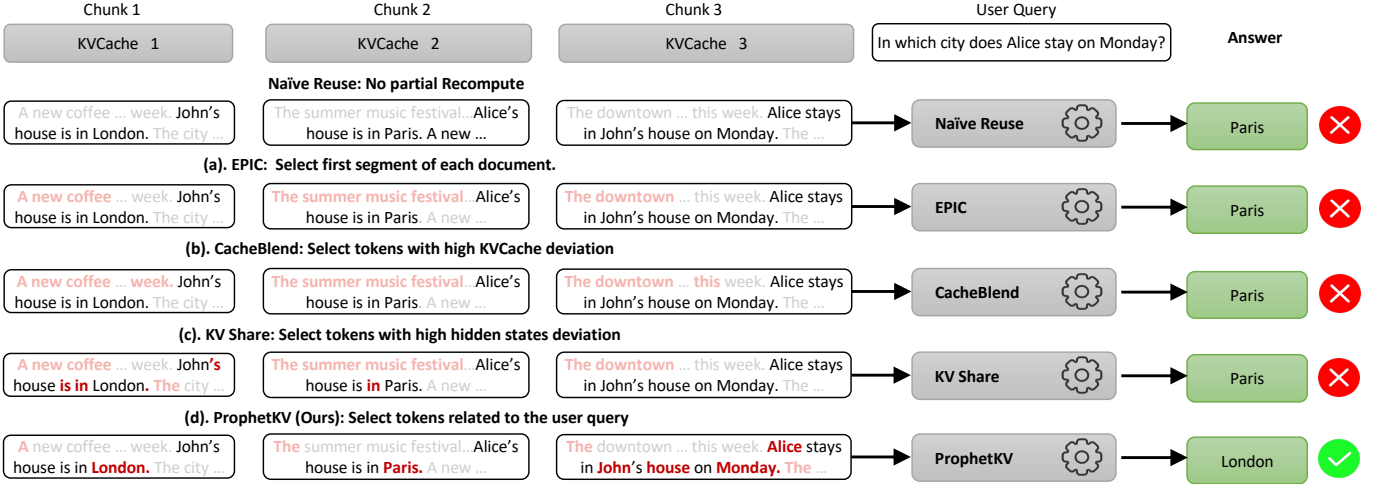 Chunk 1 Chunk 2 Chunk 3 User Query
KVCache 1 KVCache 2 KVCache 3 In which city does Alice stay on Monday? Answer
Naïve Reuse: No partial Recompute
A new coffee ... week. John's The summer music festival...Alice's The downtown ... this week. Alice stays
house is in London. The city ... house is in Paris. A new ... in John's house on Monday. The ...
Naïve Reuse Paris
(a). EPIC: Select first segment of each document.
A new coffee ... week. John's The summer music festival...Alice's The downtown ... this week. Alice stays
house is in London. The city ... house is in Paris. A new ... in John's house on Monday. The ...
EPIC Paris
(b). CacheBlend: Select tokens with high KVCache deviation
A new coffee ... week. John's The summer music festival...Alice's The downtown ... this week. Alice stays
house is in London. The city ... house is in Paris. A new ... in John's house on Monday. The ...
CacheBlend Paris
(c). KV Share: Select tokens with high hidden states deviation
A new coffee ... week. John's The summer music festival...Alice's The downtown ... this week. Alice stays
house is in London. The city ... house is in Paris. A new ... in John's house on Monday. The ...
KV Share Paris
(d). ProphetKV (Ours): Select tokens related to the user query
A new coffee ... week. John's The summer music festival...Alice's The downtown ... this week. Alice stays
house is in London. The city ... house is in Paris. A new ... in John's house on Monday. The ...
ProphetKV London